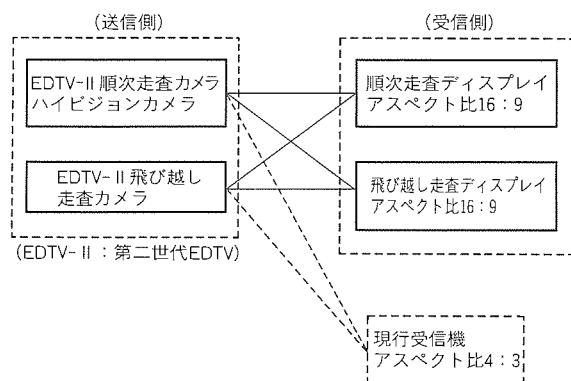 (送信側)
(受信側)
EDTV-II順次走査カメラ
ハイビジョンカメラ
順次走査ディスプレイ
アスペクト比16:9
EDTV-II飛び越し
走査カメラ
飛び越し走査ディスプレイ
アスペクト比16:9
(EDTV-II:第二世代EDTV)
現行受信機
アスペクト比4:3